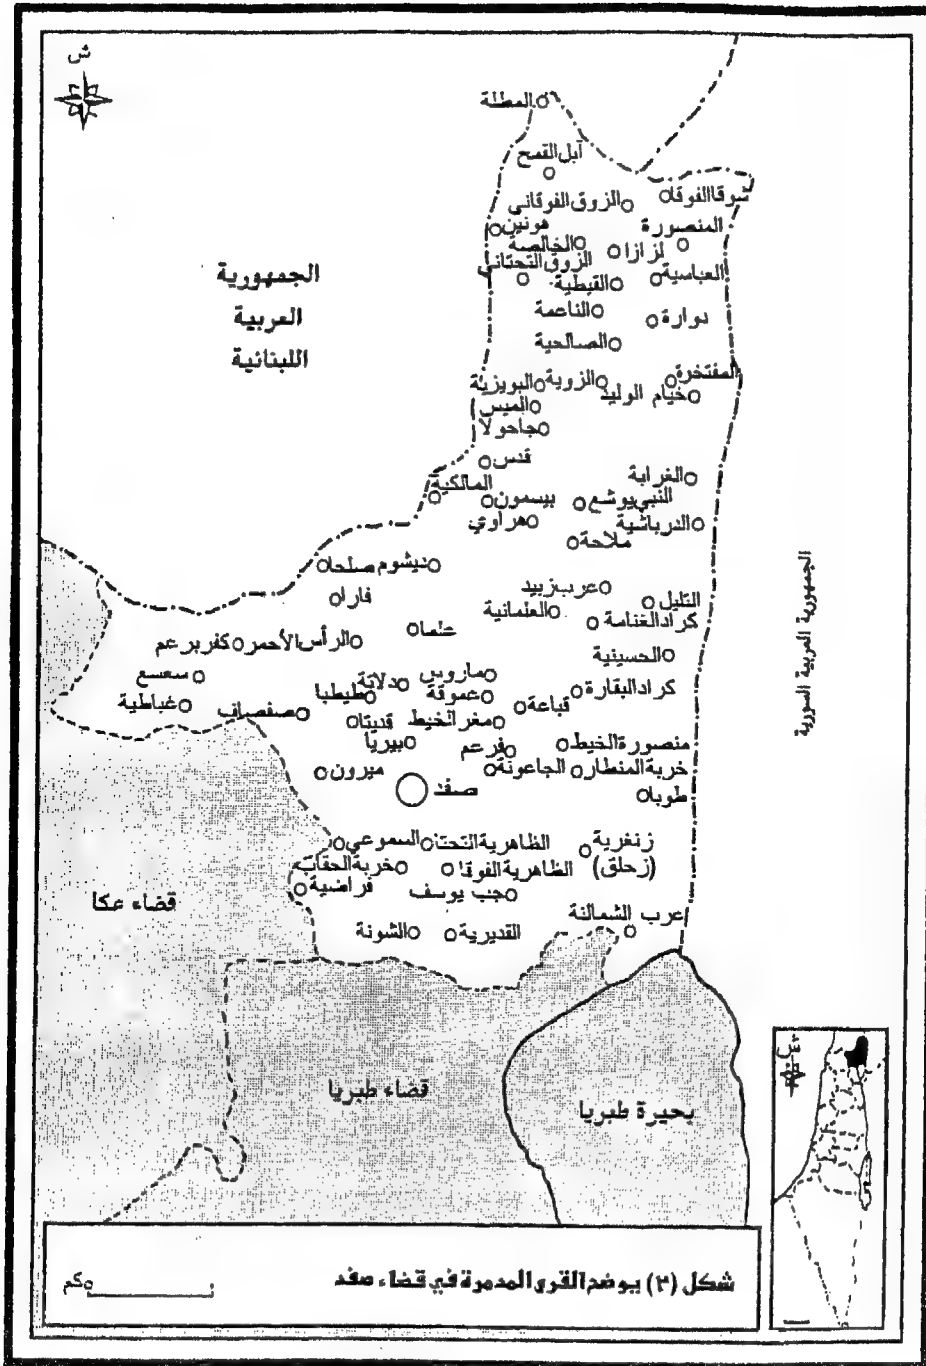 ش
المطلة
آبل القمح
شوقا الفوقا
الزوق الفوقاني
المنصورة
هونين
الخالصة
لزازا
الزوق التحتاني
العباسية
القيطية
الناعمة
دوارة
الصالحية
المفتخرة
الزوية
البويزية
خيام الوليد
الميس
جاحولا
قدس
الغرابة
المالكية
النبي يوشع
بيسمون
الدرباشية
هراوي
ملاحة
ديشوم
صلحا
عرب زبيد
فارا
التليل
العلمانية
كراد الغنامة
علما
الرأس الأحمر
كفر برعم
الحسينية
ماروس
سعسع
دلاتة
كراد البقارة
عموقة
طيطبا
قباعة
غباطية
صفصاف
مغر الخيط
قديتا
منصورة الخيط
فرعم
بيريا
خربة المنطار
الجاعونة
ميرون
صفد
طوبا
زنغرية
(زحلق)
الظاهرية التحتا
السموعي
الظاهرية الفوقا
خربة الحقاب
فراضية
جب يوسف
عرب الشمالنة
القديرية
الشونة
الجمهورية
العربية
اللبنانية
الجمهورية العربية السورية
قضاء عكا
قضاء طبريا
بحيرة طبريا
شكل (٣) يوضح القرى المدمرة في قضاء صفد
٥كم